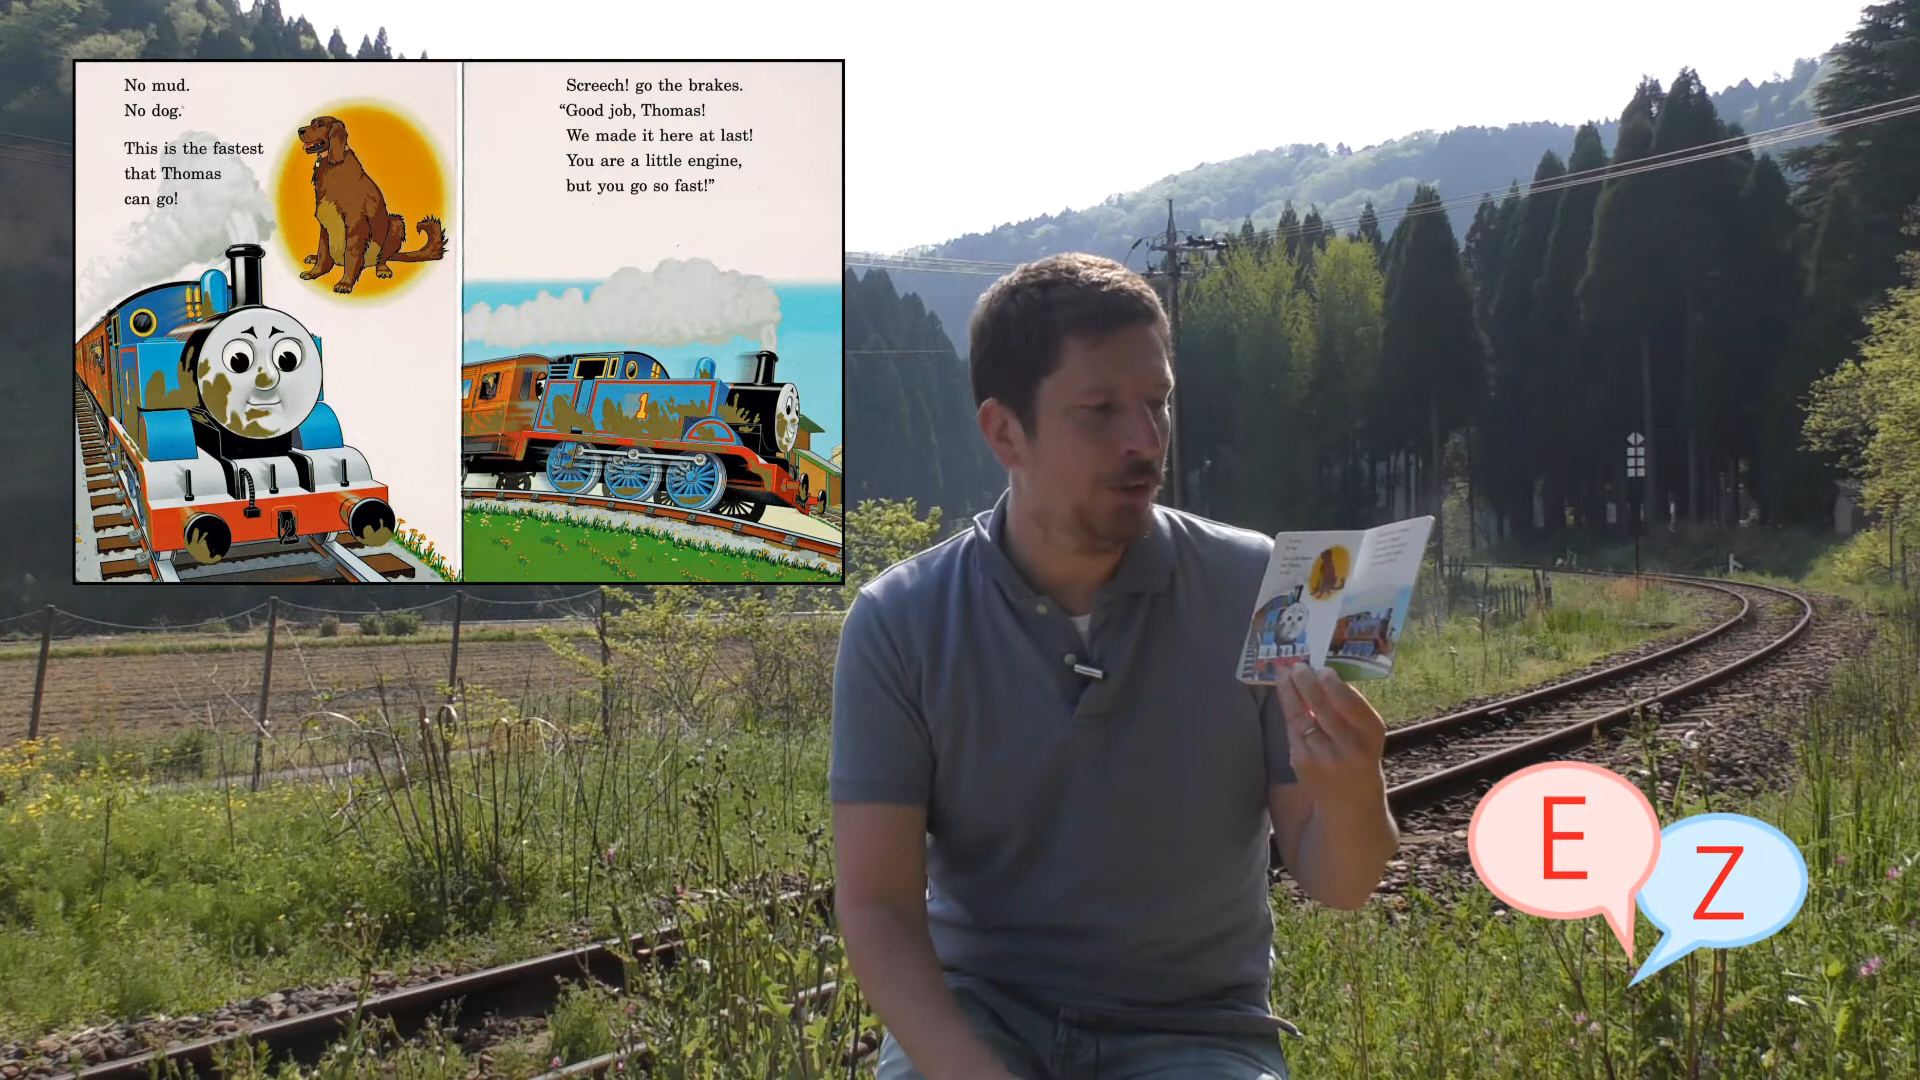 No mud.
No dog.
This is the fastest
that Thomas
can go!
Screech! go the brakes.
“Good job, Thomas!
We made it here at last!
You are a little engine,
but you go so fast!”
1
E
Z